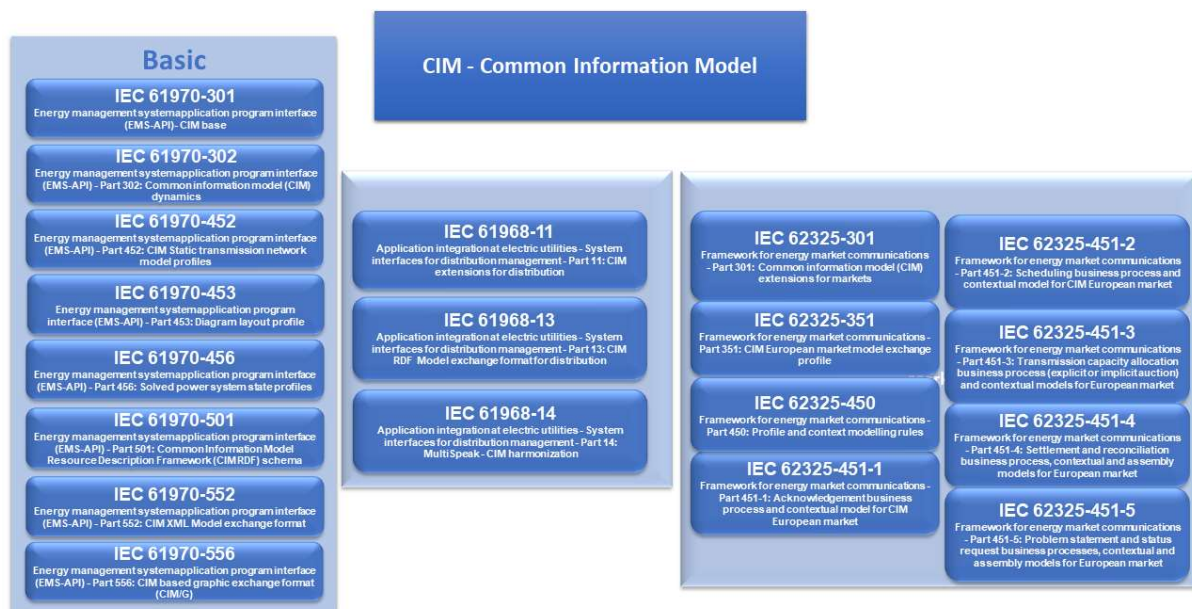 CIM - Common Information Model
Basic
IEC 61970-301
Energy management systemapplication program interface
(EMS-API)- CIM base
IEC 61970-302
Energy management systemapplication program interface
(EMS-API) - Part 302: Common information model (CIM)
dynamics
IEC 61970-452
Energy management systemapplication program interface
(EMS-API) - Part 452: CIM Static transmission network
model profiles
IEC 61970-453
Energy management systemapplication program
interface (EMS-API) - Part 453: Diagram layout profile
IEC 61970-456
Energy management systemapplication program interface
(EMS-API) - Part 456: Solved power system state profiles
IEC 61970-501
Energy management systemapplication program interface
(EMS-API) - Part 501: Common Information Model
Resource Description Framework (CIM RDF) schema
IEC 61970-552
Energy management systemapplication program interface
(EMS-API) - Part 552: CIM XML Model exchange format
IEC 61970-556
Energy management systemapplication program interface
(EMS-API) - Part 556: CIM based graphic exchange format
(CIM/G)
IEC 61968-11
Application integration at electric utilities - System
interfaces for distribution management - Part 11: CIM
extensions for distribution
IEC 61968-13
Application integration at electric utilities - System
interfaces for distribution management - Part 13: CIM
RDF Model exchange format for distribution
IEC 61968-14
Application integration at electric utilities - System
interfaces for distribution management - Part 14:
MultiSpeak - CIM harmonization
IEC 62325-301
Framework for energy market communications
- Part 301: Common information model (CIM)
extensions for markets
IEC 62325-351
Framework for energy market communications -
Part 351: CIM European market model exchange
profile
IEC 62325-450
Framework for energy market communications -
Part 450: Profile and context modelling rules
IEC 62325-451-1
Framework for energy market communications -
Part 451-1: Acknowledgement business
process and contextual model for CIM
European market
IEC 62325-451-2
Framework for energy market communications
- Part 451-2: Scheduling business process and
contextual model for CIM European market
IEC 62325-451-3
Framework for energy market communications
- Part 451-3: Transmission capacity allocation
business process (explicit or implicit auction)
and contextual models for European market
IEC 62325-451-4
Framework for energy market communications
- Part 451-4: Settlement and reconciliation
business process, contextual and assembly
models for European market
IEC 62325-451-5
Framework for energy market communications
- Part 451-5: Problem statement and status
request business processes, contextual and
assembly models for European market